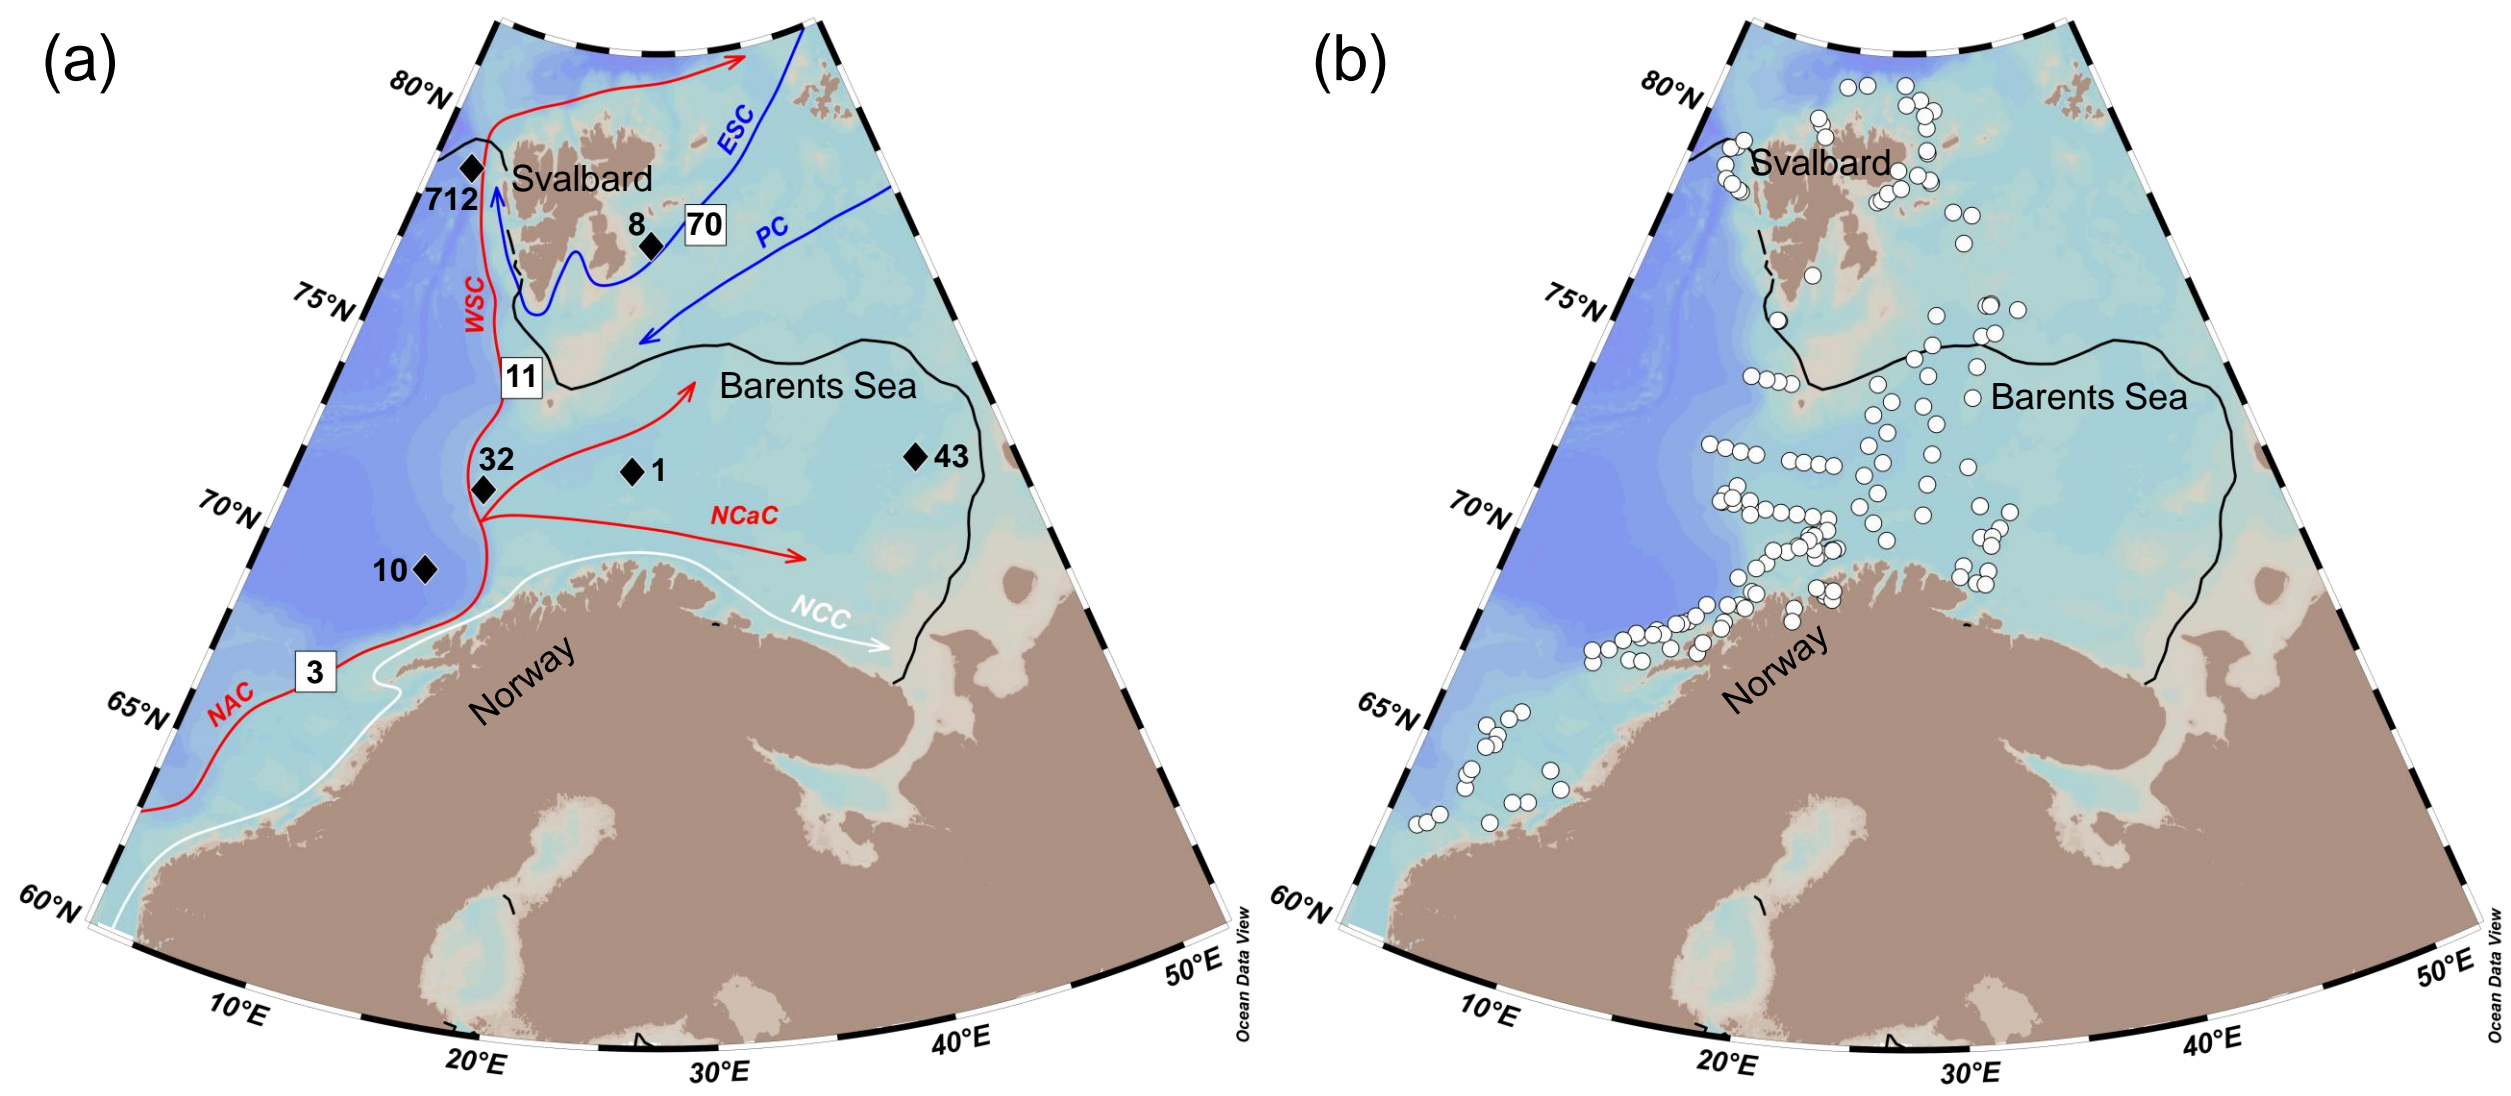 (a)
80°N
75°N
70°N
65°N
60°N
10°E
20°E
30°E
40°E
50°E
Svalbard
Barents Sea
Norway
ESC
PC
WSC
NCaC
NCC
NAC
712
8
70
11
32
1
43
10
3
Ocean Data View
(b)
80°N
75°N
70°N
65°N
60°N
10°E
20°E
30°E
40°E
50°E
Svalbard
Barents Sea
Norway
Ocean Data View